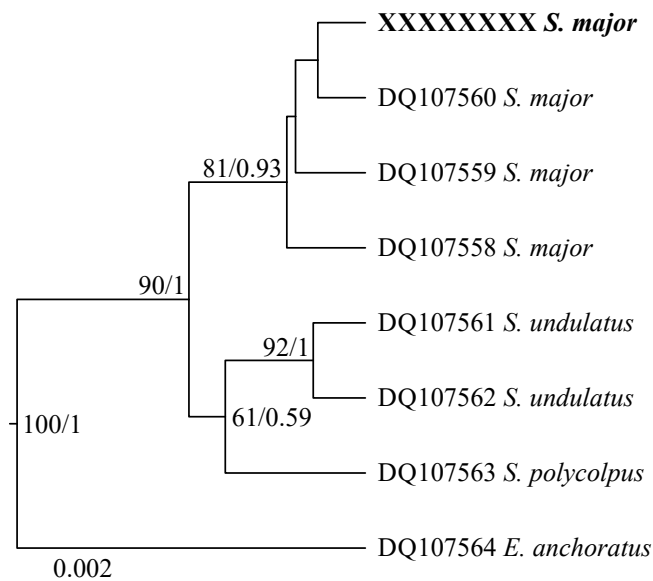 XXXXXXXX S. major
DQ107560 S. major
DQ107559 S. major
81/0.93
DQ107558 S. major
90/1
DQ107561 S. undulatus
92/1
DQ107562 S. undulatus
61/0.59
100/1
DQ107563 S. polycolpus
DQ107564 E. anchoratus
0.002